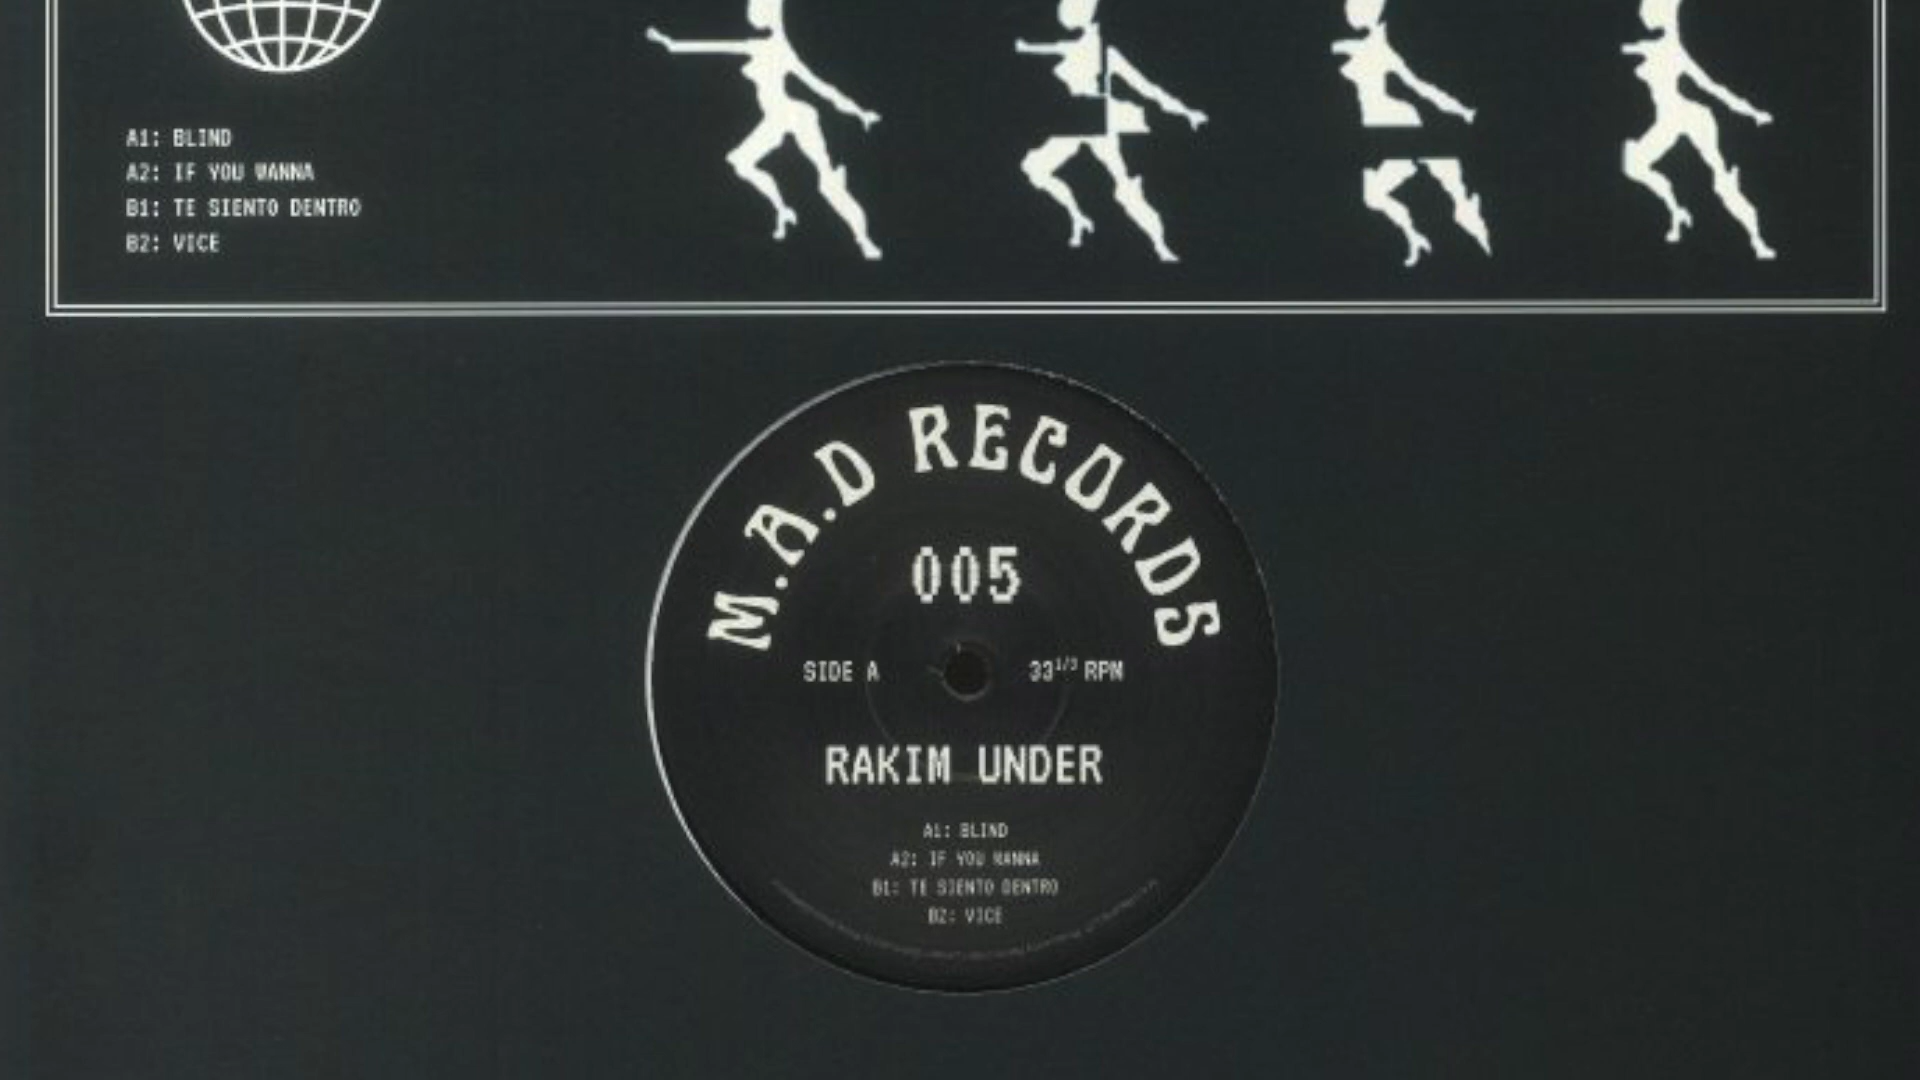 A1: BLIND
A2: IF YOU WANNA
B1: TE SIENTO DENTRO
B2: VICE
M.A.D RECORDS
005
SIDE A
33 1/3 RPM
RAKIM UNDER
A1: BLIND
A2: IF YOU WANNA
B1: TE SIENTO DENTRO
B2: VICE